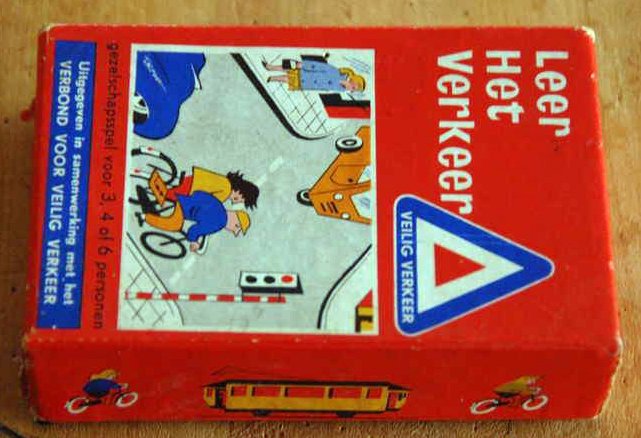 Leer
Het
Verkeer
VEILIG VERKEER
gezelschapsspel voor 3, 4 of 6 personen
Uitgegeven in samenwerking met het
VERBOND VOOR VEILIG VERKEER